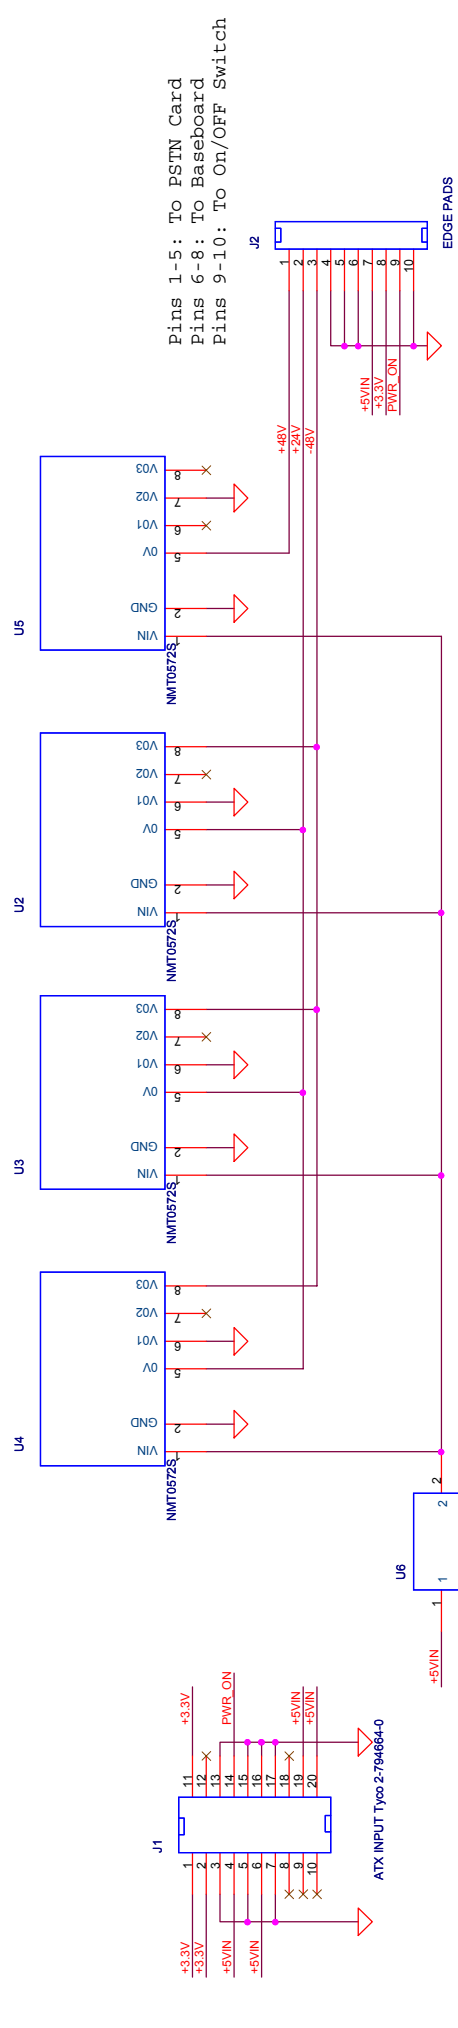 Pins 1-5: To PSTN Card
Pins 6-8: To Baseboard
Pins 9-10: To On/OFF Switch
J2
1
2
3
4
5
6
7
8
9
10
EDGE PADS
+48V
+24V
-48V
+5VIN
+3.3V
PWR_ON
U5
VIN
GND
0V
V01
V02
V03
1
2
5
6
7
8
NMT0572S
U2
VIN
GND
0V
V01
V02
V03
1
2
5
6
7
8
NMT0572S
U3
VIN
GND
0V
V01
V02
V03
1
2
5
6
7
8
NMT0572S
U4
VIN
GND
0V
V01
V02
V03
1
2
5
6
7
8
NMT0572S
U6
1
1
2
2
+5VIN
J1
1
2
3
4
5
6
7
8
9
10
11
12
13
14
15
16
17
18
19
20
+3.3V
+3.3V
+5VIN
+5VIN
+3.3V
PWR_ON
+5VIN
+5VIN
ATX INPUT Tyco 2-794664-0